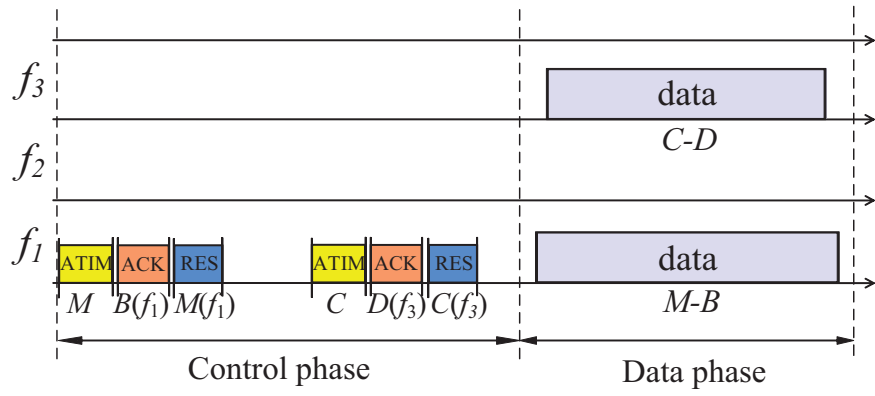 f3 data
C-D
f2
f1 ATIM ACK RES ATIM ACK RES data
M B(f1) M(f1) C D(f3) C(f3) M-B
Control phase Data phase